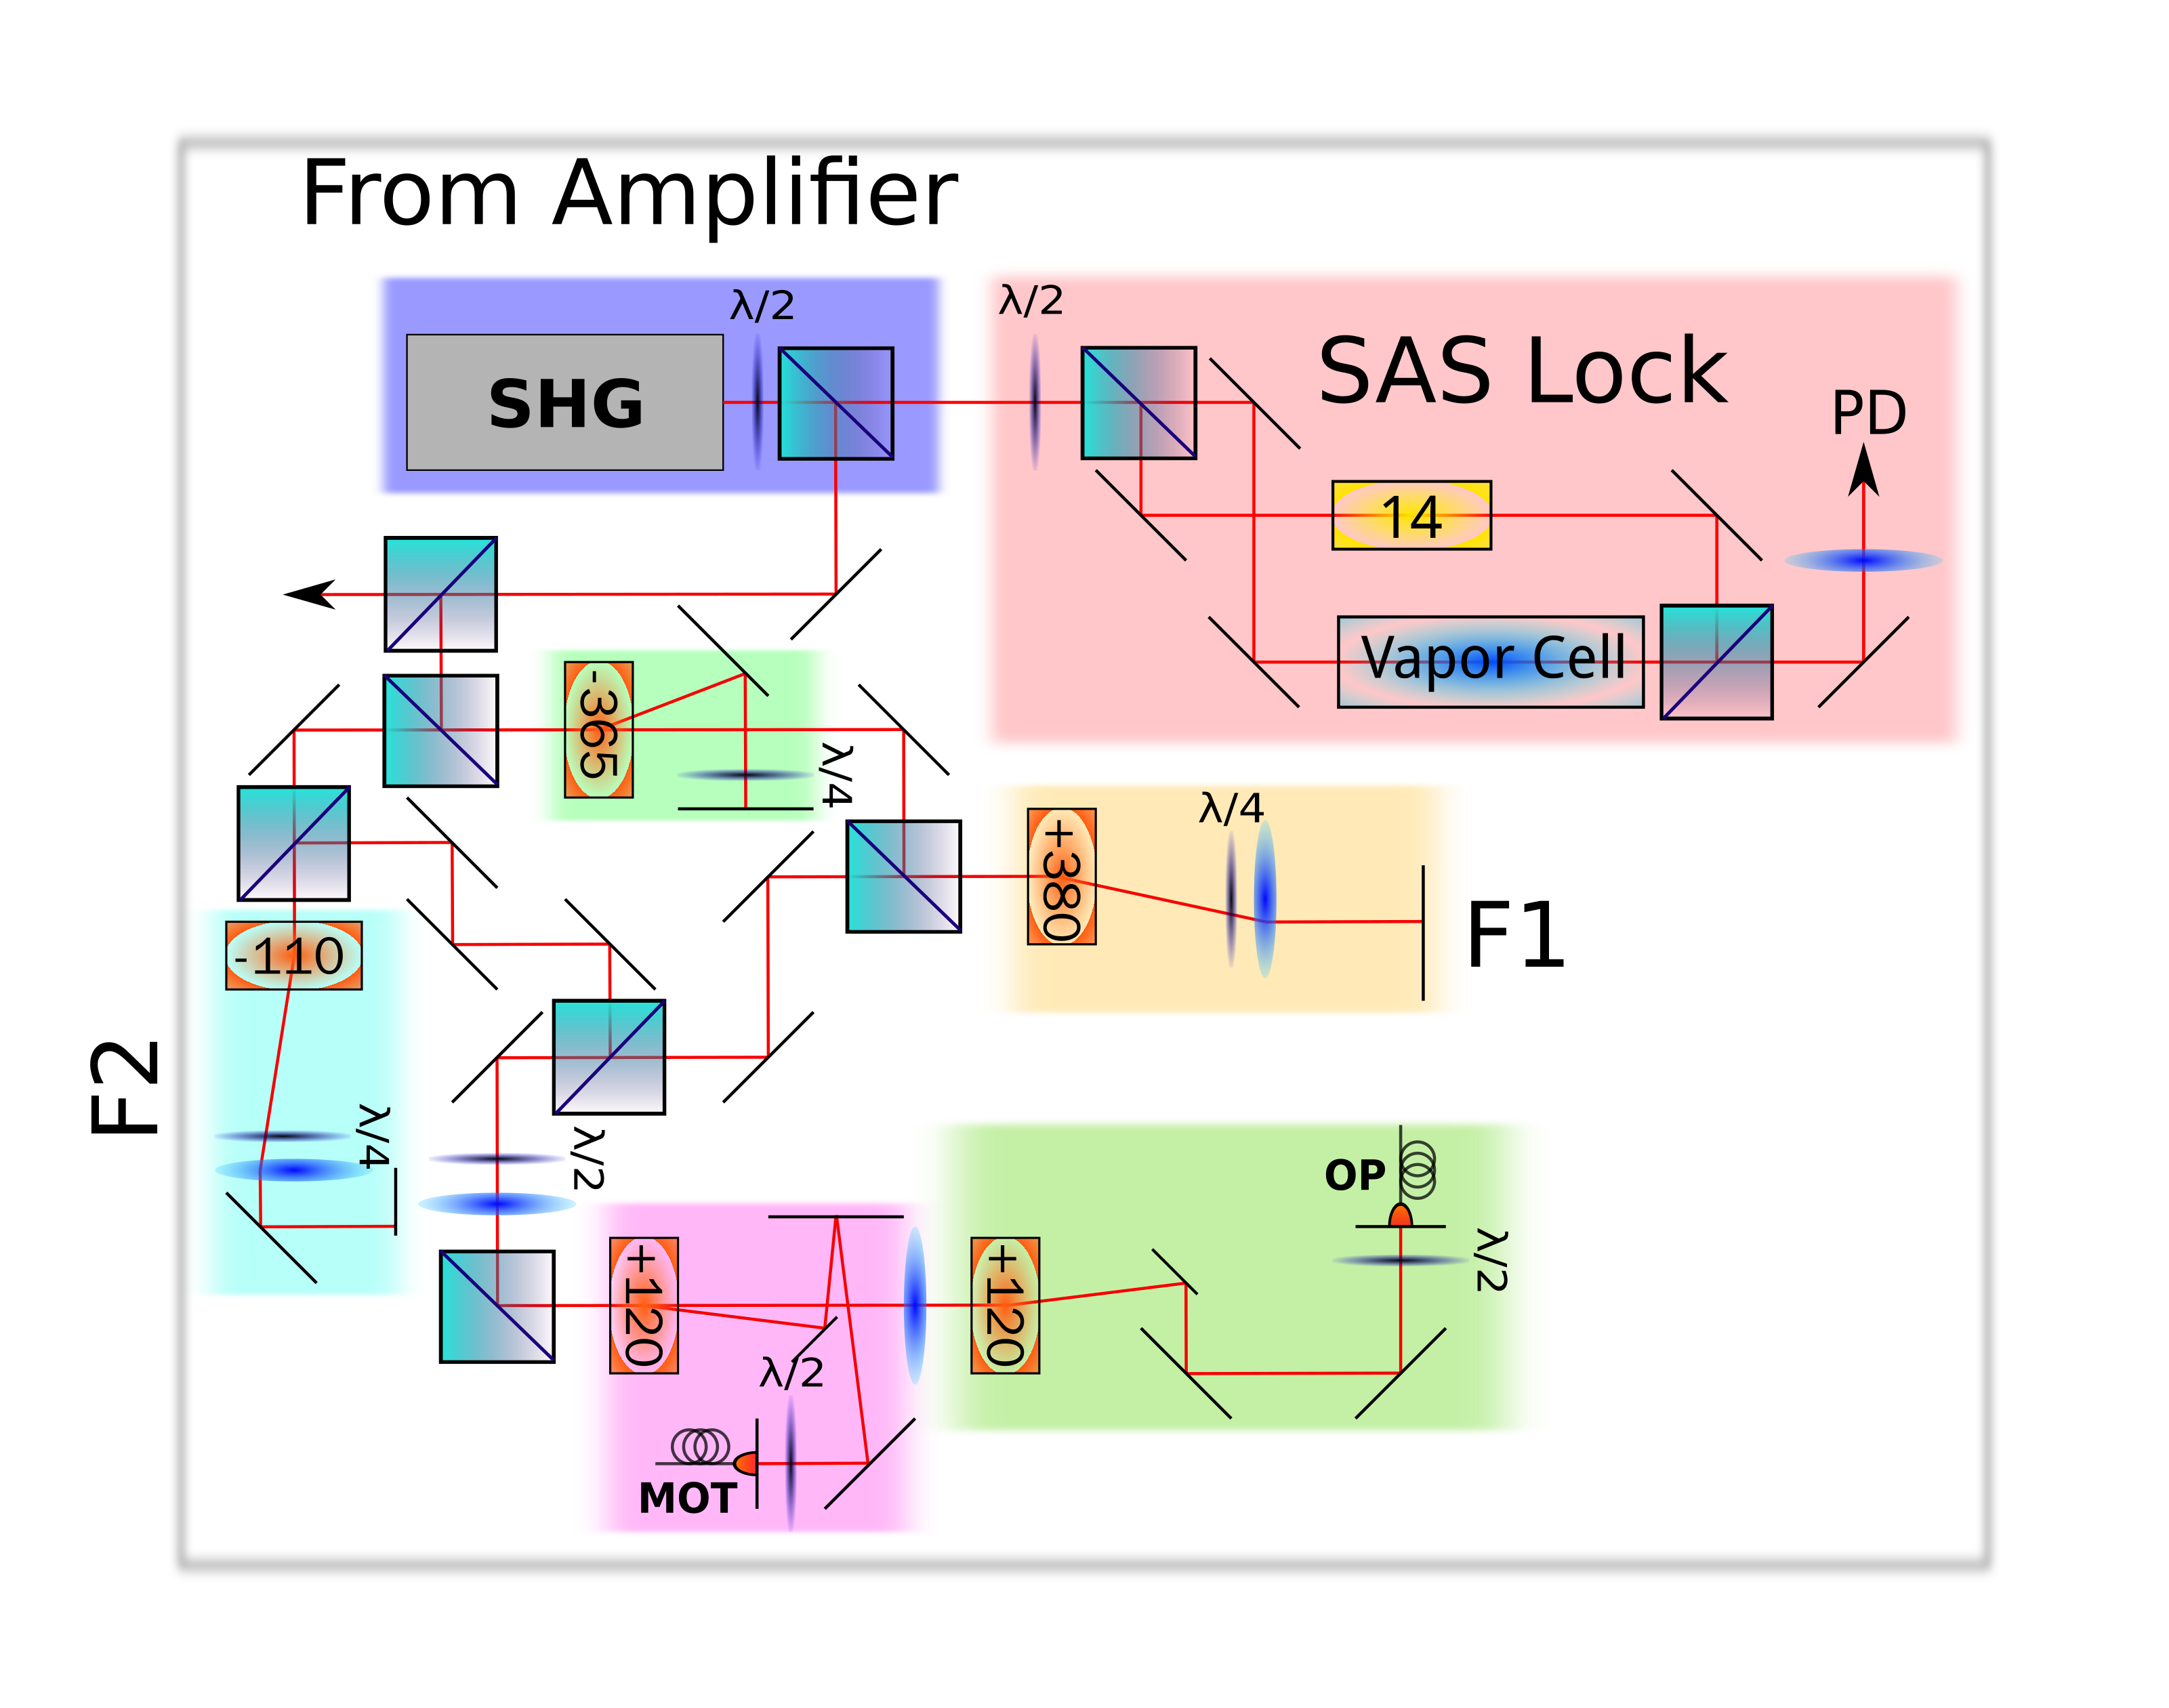 From Amplifier
λ/2
λ/2
SHG
SAS Lock
PD
14
Vapor Cell
-365
λ/4
λ/4
+380
F1
-110
F2
λ/4
λ/2
OP
λ/2
+120
+120
λ/2
MOT